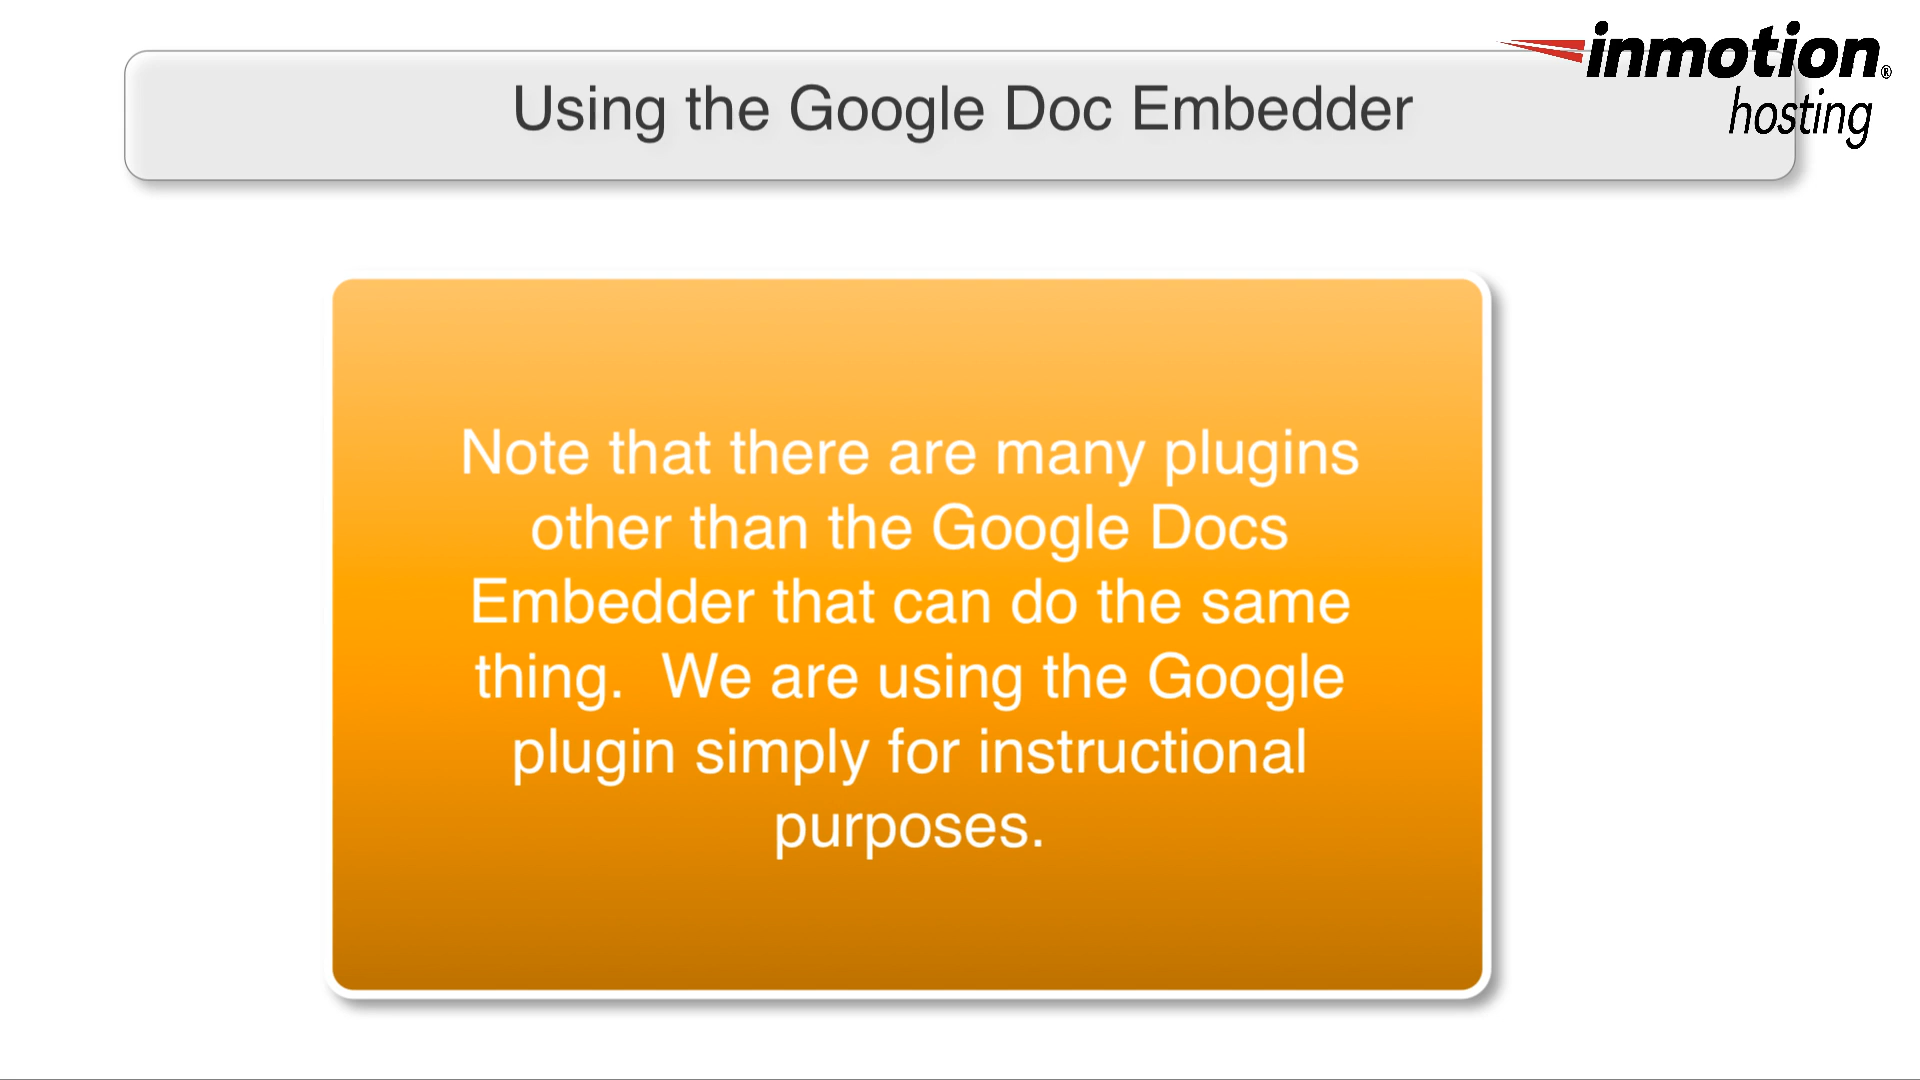 inmotion®
hosting
Using the Google Doc Embedder
Note that there are many plugins
other than the Google Docs
Embedder that can do the same
thing.  We are using the Google
plugin simply for instructional
purposes.